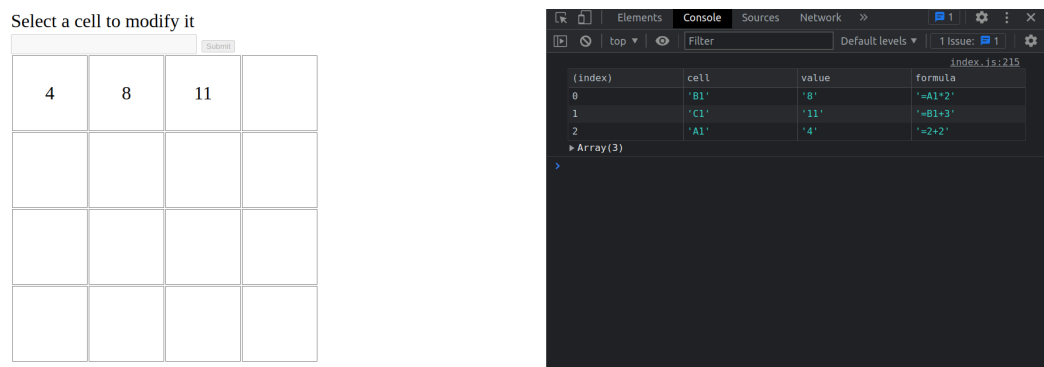 Select a cell to modify it
Submit
4 8 11
Elements Console Sources Network » 1
top ▼ Filter Default levels ▼ 1 Issue: 1
index.js:215
(index) cell value formula
0 'B1' '8' '=A1*2'
1 'C1' '11' '=B1+3'
2 'A1' '4' '=2+2'
▶ Array(3)